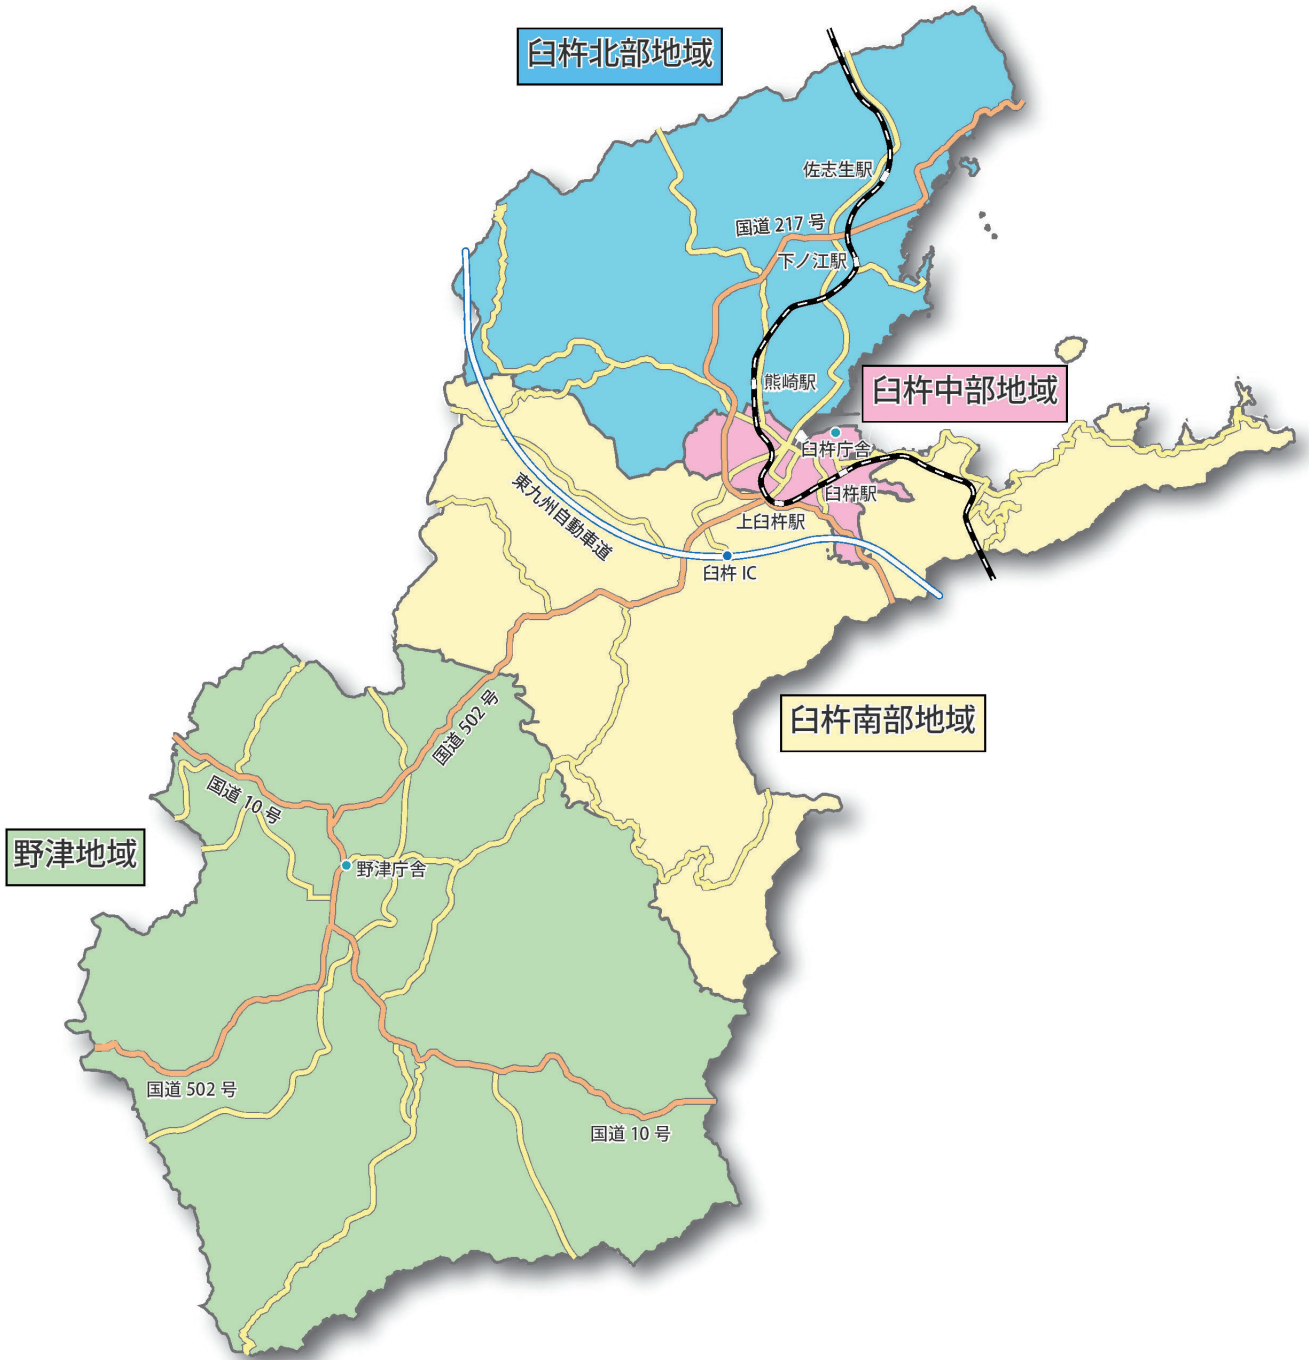 臼杵北部地域
佐志生駅
国道 217 号
下ノ江駅
熊崎駅
臼杵中部地域
臼杵庁舎
臼杵駅
上臼杵駅
東九州自動車道
臼杵 IC
臼杵南部地域
国道 502 号
国道 10 号
野津地域
野津庁舎
国道 502 号
国道 10 号